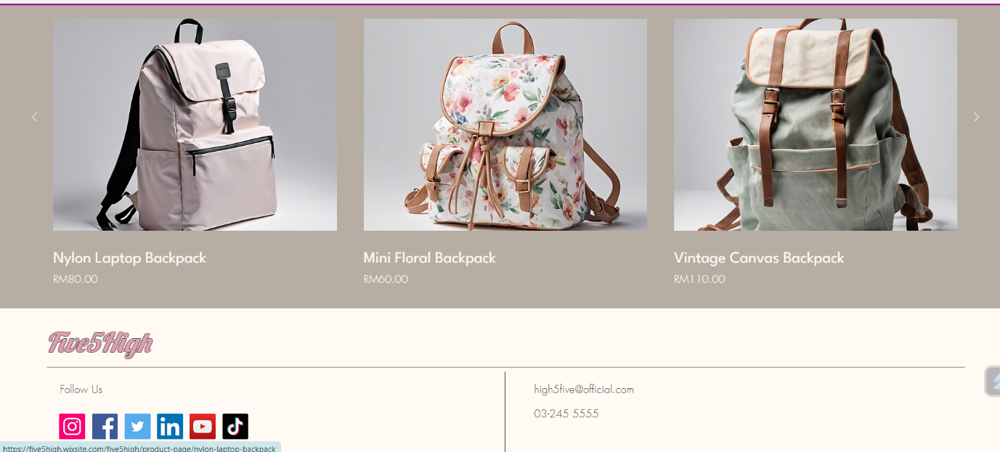 Nylon Laptop Backpack
RM80.00
Mini Floral Backpack
RM60.00
Vintage Canvas Backpack
RM110.00
Five5High
Follow Us
high5five@official.com
03-245 5555
https://five5high.wixsite.com/five5high/product-page/nylon-laptop-backpack